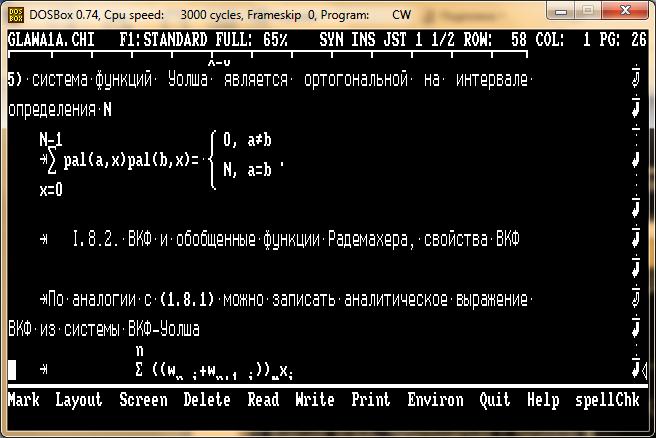 DOSBox 0.74, Cpu speed: 3000 cycles, Frameskip 0, Program: CW
GLAWA1A.CHI F1:STANDARD FULL: 65% SYN INS JST 1 1/2 ROW: 58 COL: 1 PG: 26
5) система функций Уолша является ортогональной на интервале
определения N
N-1
∑ pal(a,x)pal(b,x)= { 0, a≠b
N, a=b .
x=0
I.8.2. ВКФ и обобщенные функции Радемахера, свойства ВКФ
По аналогии с (1.8.1) можно записать аналитическое выражение
ВКФ из системы ВКФ-Уолша
n
Σ
Mark Layout Screen Delete Read Write Print Environ Quit Help spellChk